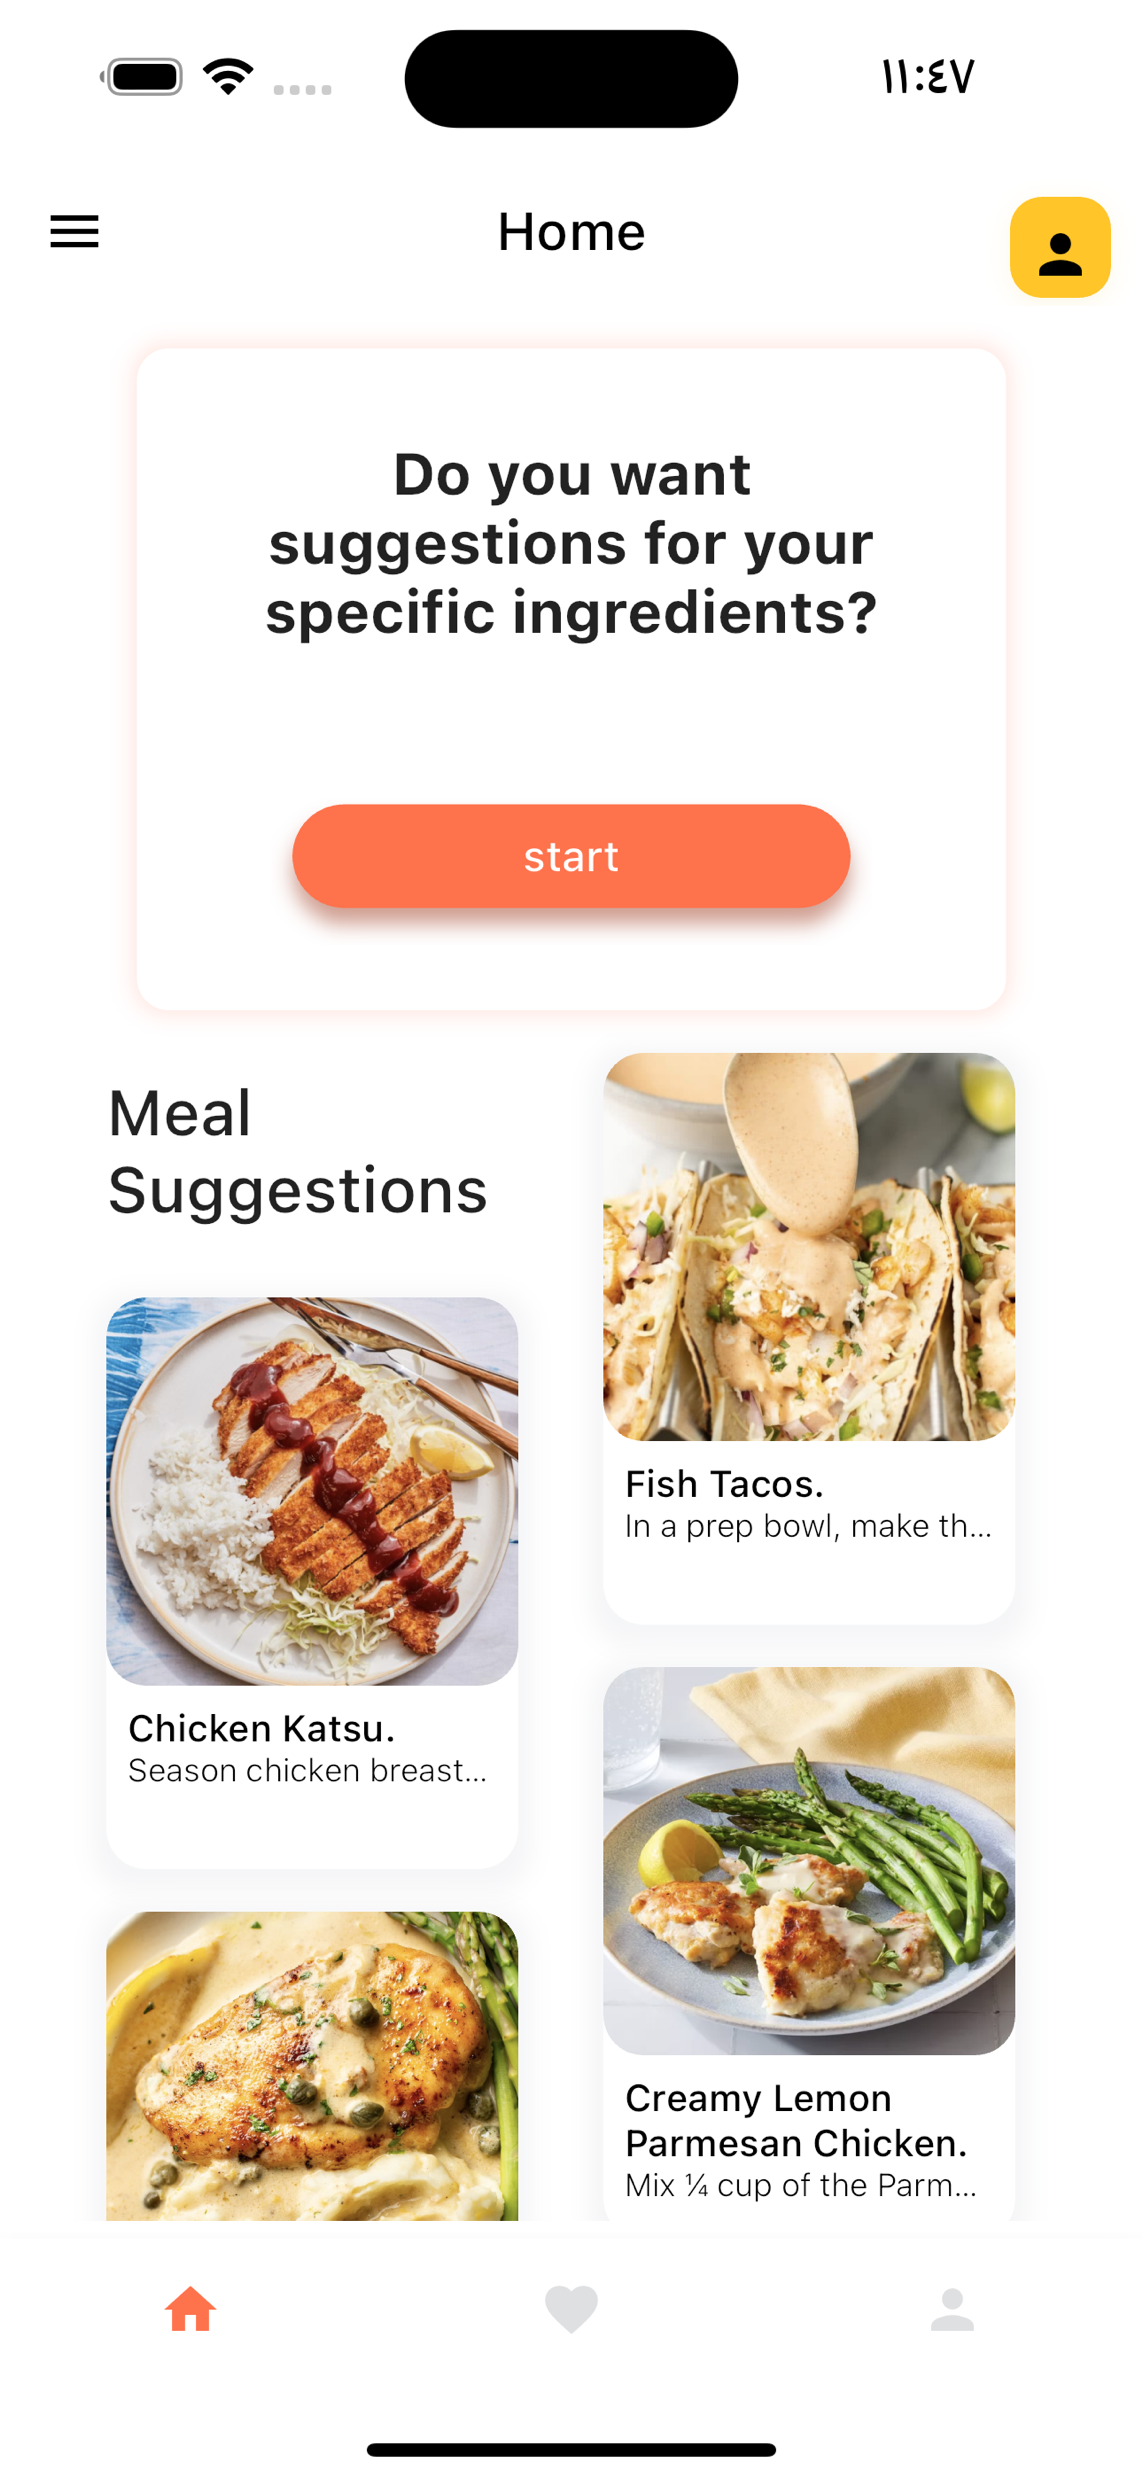 ١١:٤٧
Home
Do you want
suggestions for your
specific ingredients?
start
Meal
Suggestions
Fish Tacos.
In a prep bowl, make th...
Chicken Katsu.
Season chicken breast...
Creamy Lemon
Parmesan Chicken.
Mix ¼ cup of the Parm...